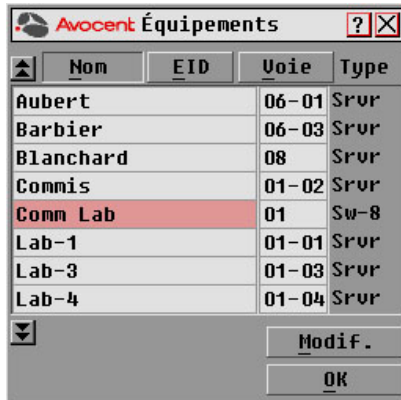 Avocent Équipements ? X
Nom EID Voie Type
Aubert 06-01 Srvr
Barbier 06-03 Srvr
Blanchard 08 Srvr
Commis 01-02 Srvr
Comm Lab 01 Sw-8
Lab-1 01-01 Srvr
Lab-3 01-03 Srvr
Lab-4 01-04 Srvr
Modif.
OK